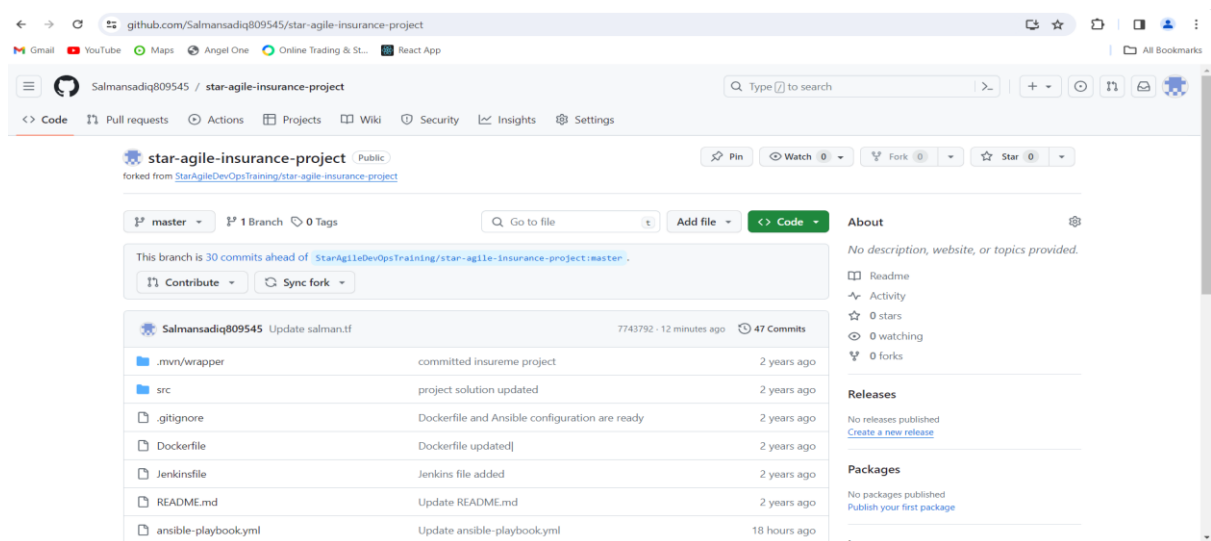 github.com/Salmansadiq809545/star-agile-insurance-project
Gmail YouTube Maps Angel One Online Trading & St... React App All Bookmarks
Salmansadiq809545 / star-agile-insurance-project Type / to search
Code Pull requests Actions Projects Wiki Security Insights Settings
star-agile-insurance-project Public Pin Watch 0 Fork 0 Star 0
forked from StarAgileDevOpsTraining/star-agile-insurance-project
master 1 Branch 0 Tags Go to file t Add file <> Code
About
This branch is 30 commits ahead of StarAgileDevOpsTraining/star-agile-insurance-project:master .
Contribute Sync fork
No description, website, or topics provided.
Readme
Activity
0 stars
0 watching
0 forks
Salmansadiq809545 Update salman.tf 7743792 · 12 minutes ago 47 Commits
.mvn/wrapper committed insureme project 2 years ago
src project solution updated 2 years ago
.gitignore Dockerfile and Ansible configuration are ready 2 years ago
Dockerfile Dockerfile updated| 2 years ago
Jenkinsfile Jenkins file added 2 years ago
README.md Update README.md 2 years ago
ansible-playbook.yml Update ansible-playbook.yml 18 hours ago
Releases
No releases published
Create a new release
Packages
No packages published
Publish your first package